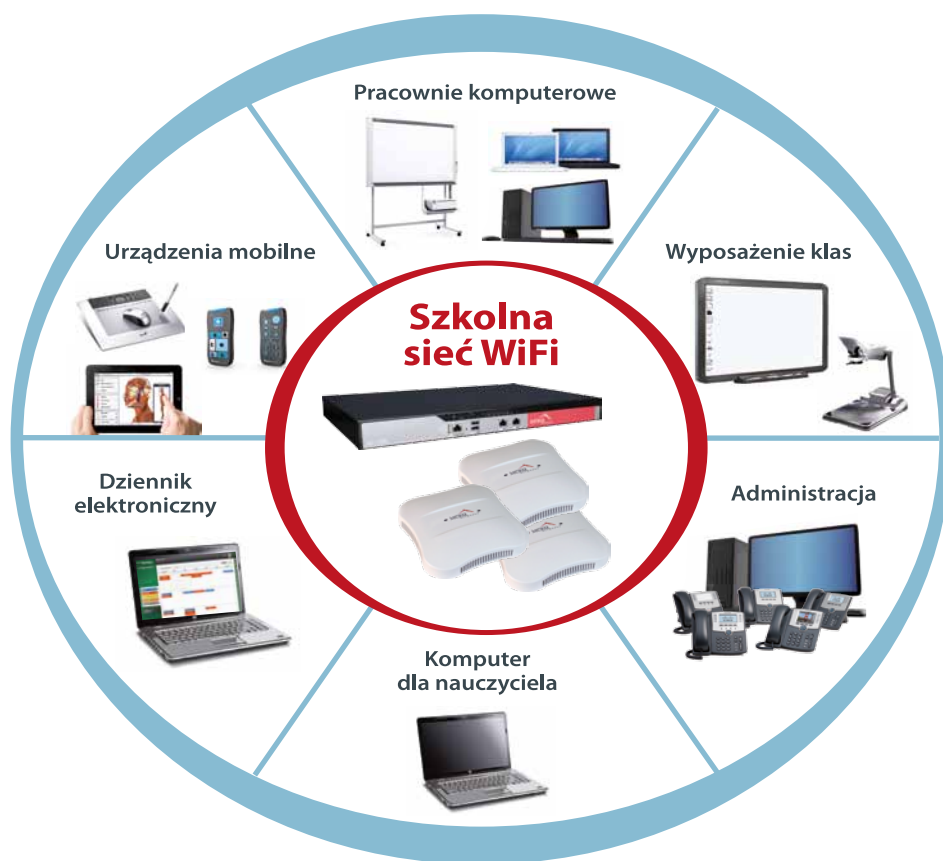 Pracownie komputerowe
Urządzenia mobilne
Wyposażenie klas
Szkolna
sieć WiFi
Dziennik
elektroniczny
Administracja
Komputer
dla nauczyciela